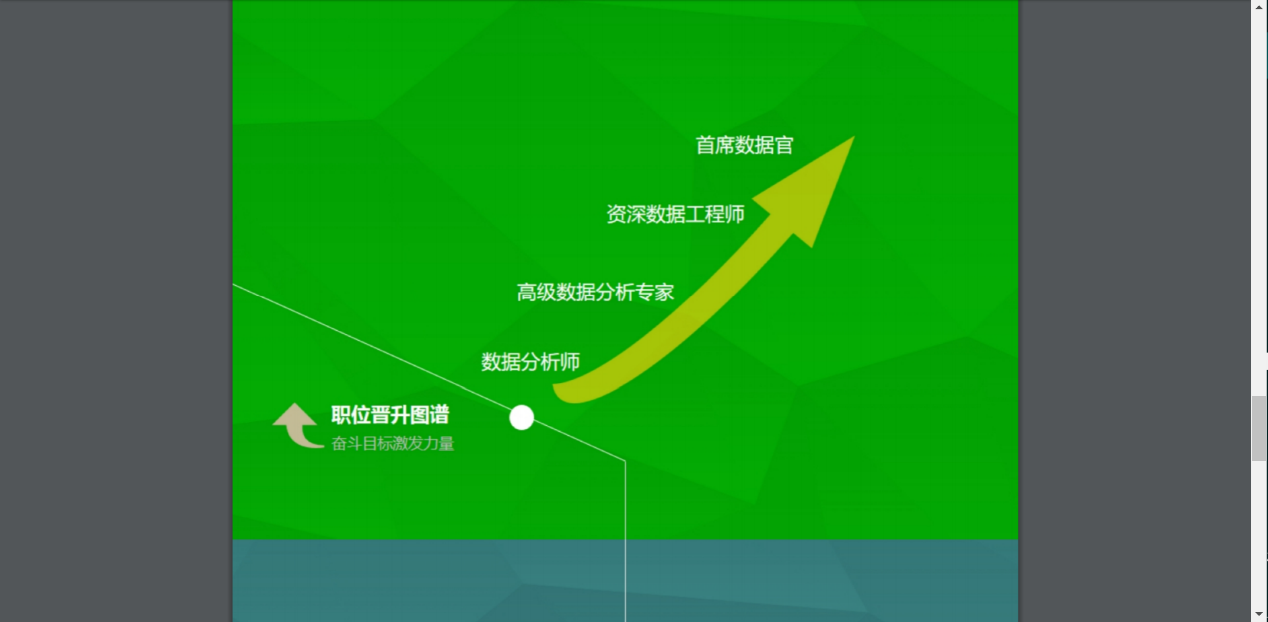 首席数据官
资深数据工程师
高级数据分析专家
数据分析师
职位晋升图谱
奋斗目标激发力量